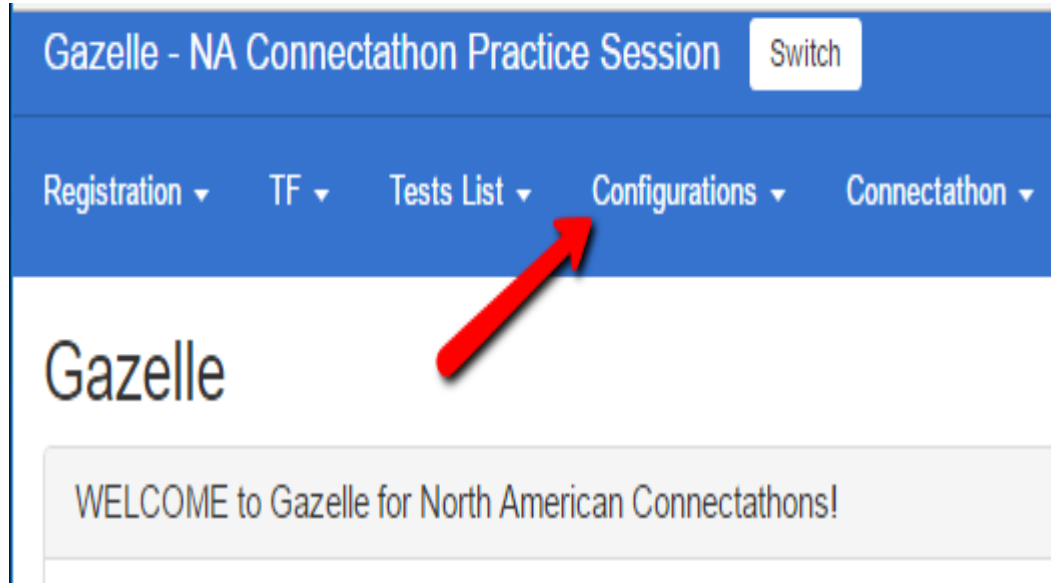 Gazelle - NA Connectathon Practice Session Switch
Registration TF Tests List Configurations Connectathon
Gazelle
WELCOME to Gazelle for North American Connectathons!